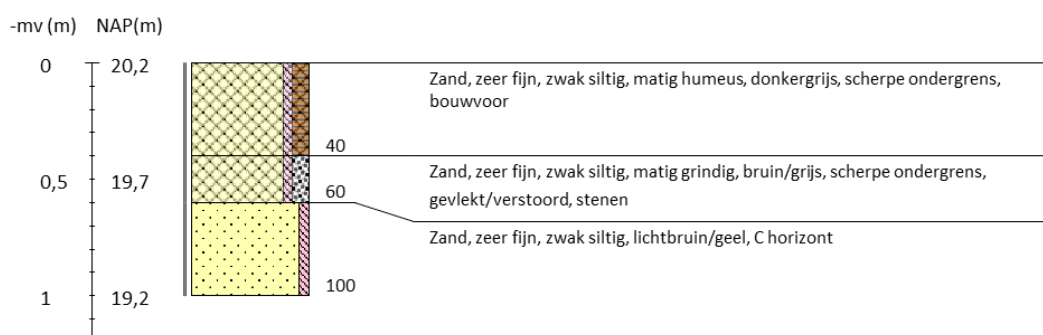 -mv (m) NAP(m)
0 20,2
Zand, zeer fijn, zwak siltig, matig humeus, donkergrijs, scherpe ondergrens,
bouwvoor
40
0,5 19,7
Zand, zeer fijn, zwak siltig, matig grindig, bruin/grijs, scherpe ondergrens,
gevlekt/verstoord, stenen
60
Zand, zeer fijn, zwak siltig, lichtbruin/geel, C horizont
100
1 19,2